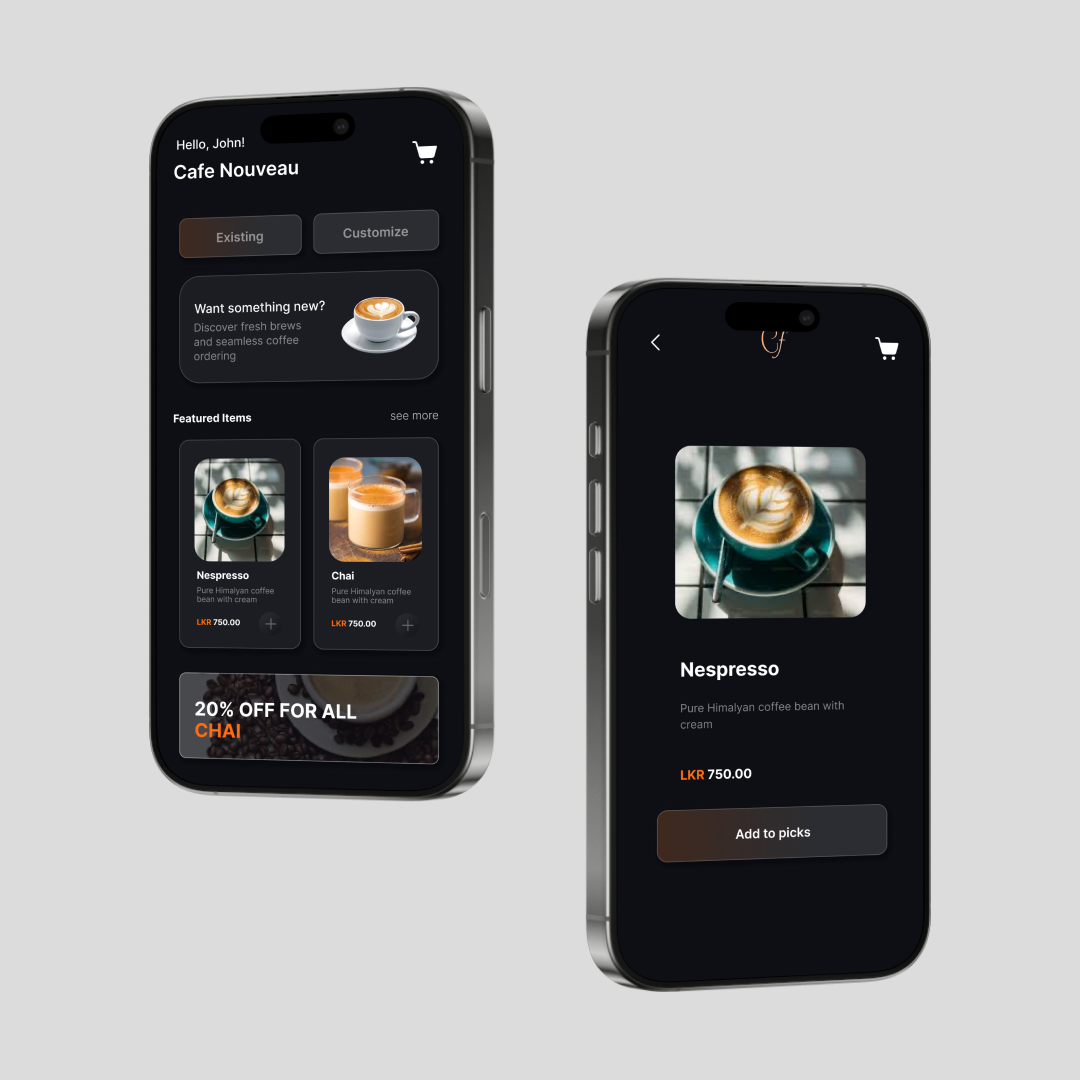 Hello, John!
Cafe Nouveau
Existing
Customize
Want something new?
Discover fresh brews
and seamless coffee
ordering
Featured Items
see more
Nespresso
Pure Himalyan coffee
bean with cream
LKR 750.00
Chai
Pure Himalyan coffee
bean with cream
LKR 750.00
20% OFF FOR ALL
CHAI
Nespresso
Pure Himalyan coffee bean with
cream
LKR 750.00
Add to picks